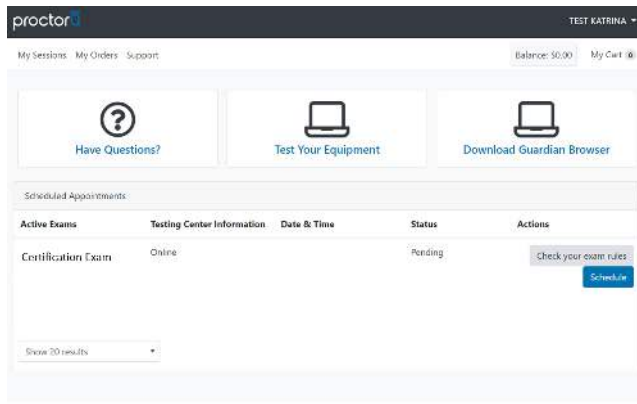 proctorU
TEST KATRINA
My Sessions My Orders Support
Balance: $0.00 My Cart 0
Have Questions?
Test Your Equipment
Download Guardian Browser
Scheduled Appointments
Active Exams Testing Center Information Date & Time Status Actions
Certification Exam Online Pending Check your exam rules
Schedule
Show 20 results